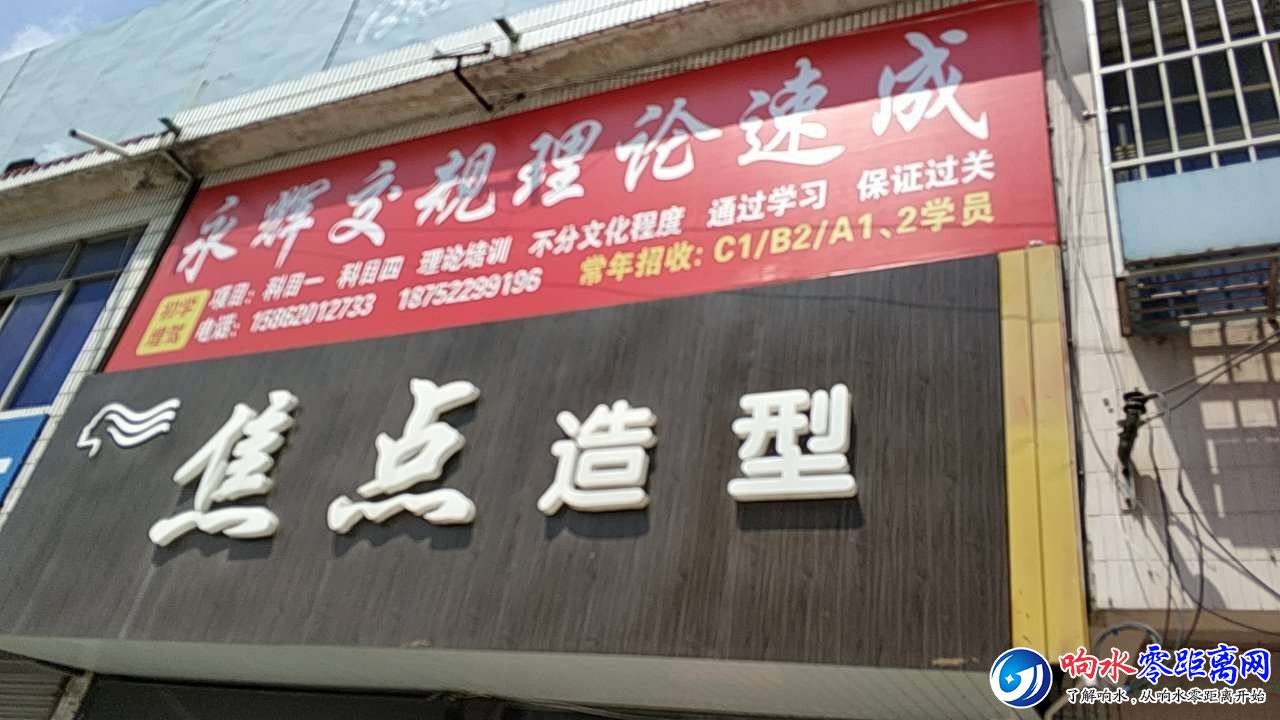 永辉交规理论速成
初学
增驾
项目：科目一 科目四 理论培训 不分文化程度 通过学习 保证过关
电话：15862012733 18752299196 常年招收：C1/B2/A1、2学员
焦点造型
响水零距离网
了解响水，从响水零距离开始